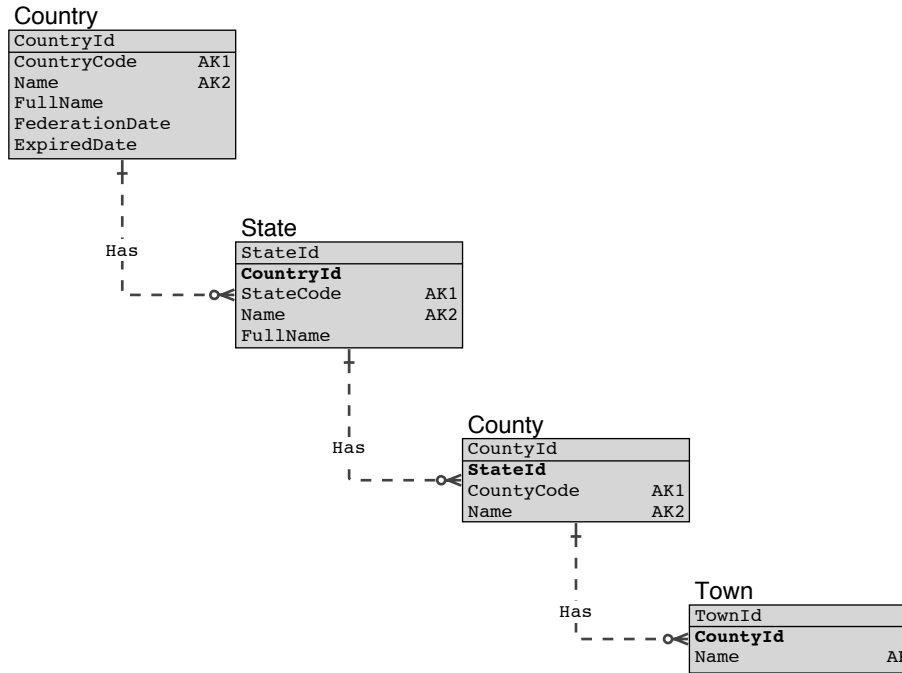 Country
CountryId
CountryCode AK1
Name AK2
FullName
FederationDate
ExpiredDate
Has
State
StateId
CountryId
StateCode AK1
Name AK2
FullName
Has
County
CountyId
StateId
CountyCode AK1
Name AK2
Has
Town
TownId
CountyId
Name